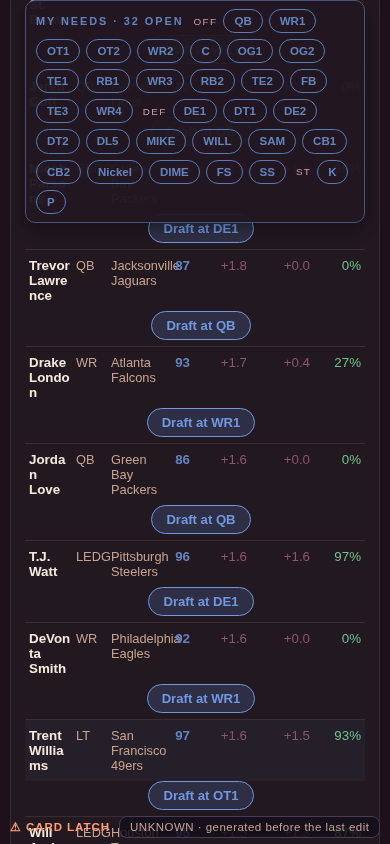 MY NEEDS · 32 OPEN OFF QB WR1
OT1 OT2 WR2 C OG1 OG2
TE1 RB1 WR3 RB2 TE2 FB
TE3 WR4 DEF DE1 DT1 DE2
DT2 DL5 MIKE WILL SAM CB1
CB2 Nickel DIME FS SS ST K
P
Draft at DE1
Trevor Lawrence QB Jacksonville Jaguars 87 +1.8 +0.0 0%
Draft at QB
Drake London WR Atlanta Falcons 93 +1.7 +0.4 27%
Draft at WR1
Jordan Love QB Green Bay Packers 86 +1.6 +0.0 0%
Draft at QB
T.J. Watt LEDG Pittsburgh Steelers 96 +1.6 +1.6 97%
Draft at DE1
DeVonta Smith WR Philadelphia Eagles 92 +1.6 +0.0 0%
Draft at WR1
Trent Williams LT San Francisco 49ers 97 +1.6 +1.5 93%
Draft at OT1
Will LEDG
⚠ CARD LATCH UNKNOWN · generated before the last edit